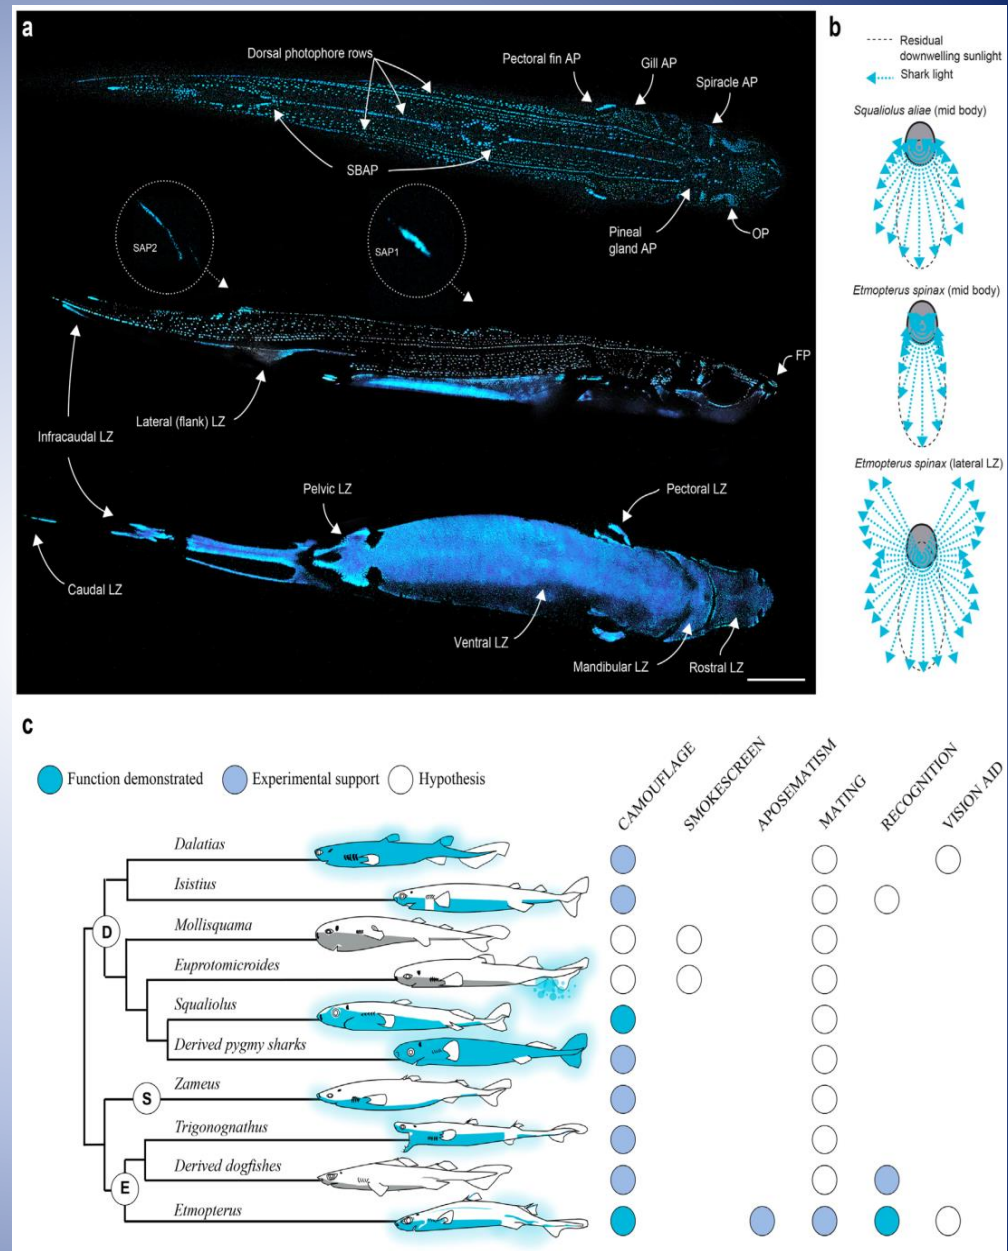 a
Dorsal photophore rows
Pectoral fin AP
Gill AP
Spiracle AP
SBAP
Pineal
gland AP
OP
SAP2
SAP1
FP
Lateral (flank) LZ
Infracaudal LZ
Pelvic LZ
Pectoral LZ
Caudal LZ
Ventral LZ
Mandibular LZ
Rostral LZ
b
Residual
downwelling sunlight
Shark light
Squaliolus aliae (mid body)
Etmopterus spinax (mid body)
Etmopterus spinax (lateral LZ)
c
Function demonstrated
Experimental support
Hypothesis
CAMOUFLAGE
SMOKESCREEN
APOSEMATISM
MATING
RECOGNITION
VISION AID
Dalatias
Isistius
D
Mollisquama
Euprotomicroides
Squaliolus
Derived pygmy sharks
Zameus
S
Trigonognathus
Derived dogfishes
E
Etmopterus